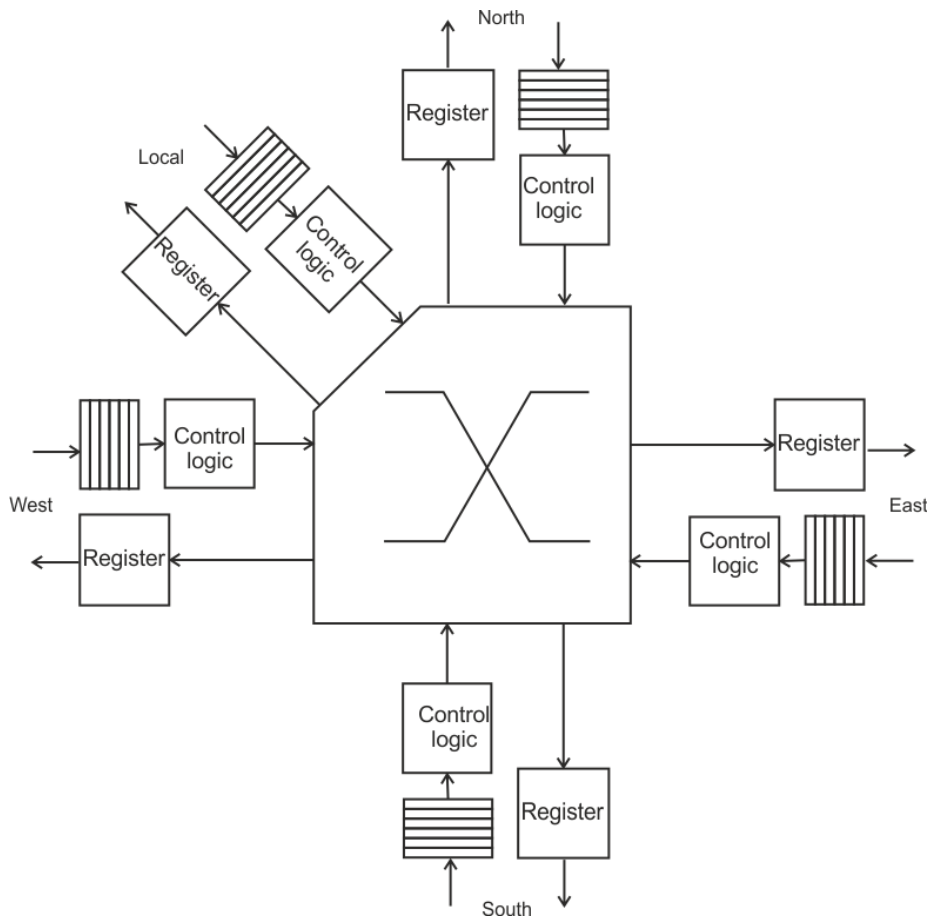 North
Register
Local
Control
logic
Control
logic
Register
Control
logic
Register
West
East
Register
Control
logic
Control
logic
Register
South